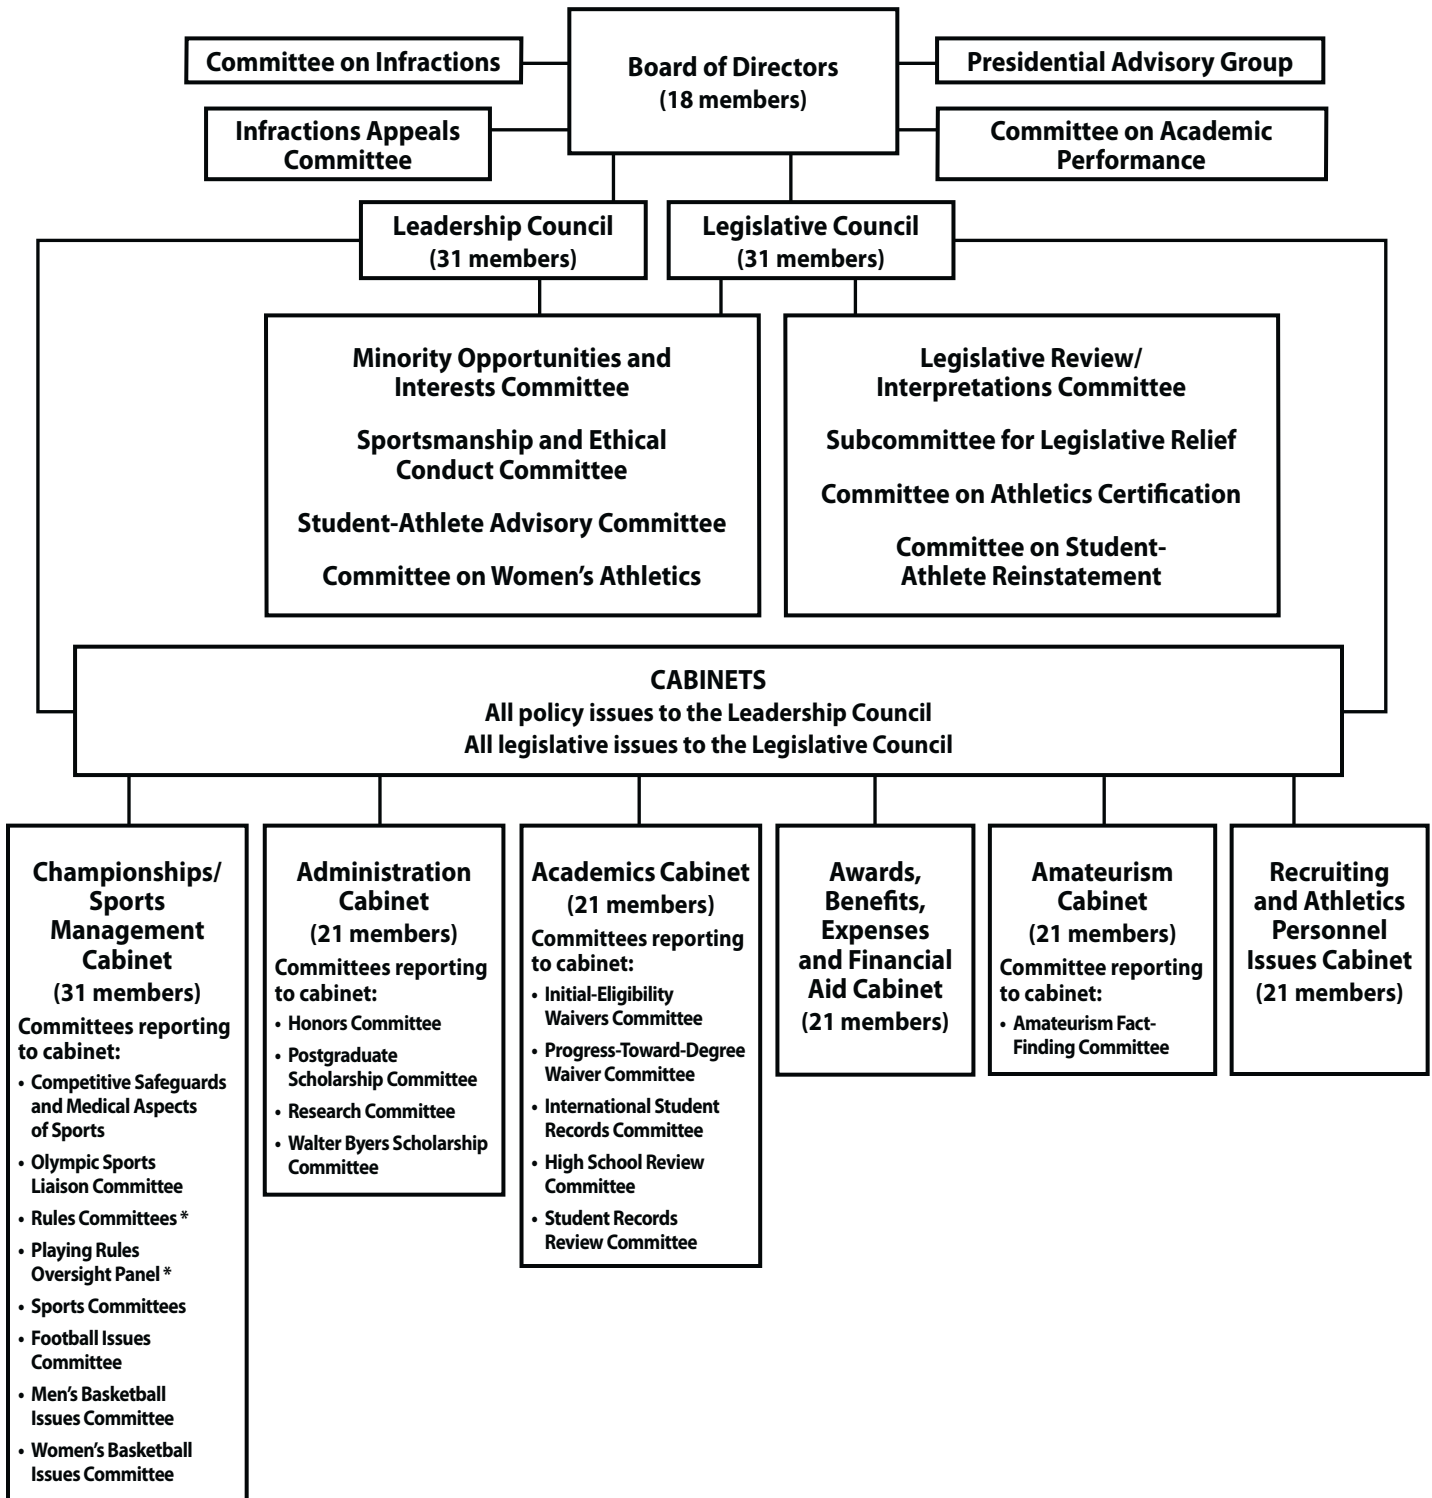 Committee on Infractions
Board of Directors
(18 members)
Presidential Advisory Group
Infractions Appeals
Committee
Committee on Academic
Performance
Leadership Council
(31 members)
Legislative Council
(31 members)
Minority Opportunities and
Interests Committee
Sportsmanship and Ethical
Conduct Committee
Student-Athlete Advisory Committee
Committee on Women’s Athletics
Legislative Review/
Interpretations Committee
Subcommittee for Legislative Relief
Committee on Athletics Certification
Committee on Student-
Athlete Reinstatement
CABINETS
All policy issues to the Leadership Council
All legislative issues to the Legislative Council
Championships/
Sports
Management
Cabinet
(31 members)
Committees reporting
to cabinet:
• Competitive Safeguards
and Medical Aspects
of Sports
• Olympic Sports
Liaison Committee
• Rules Committees *
• Playing Rules
Oversight Panel *
• Sports Committees
• Football Issues
Committee
• Men’s Basketball
Issues Committee
• Women’s Basketball
Issues Committee
Administration
Cabinet
(21 members)
Committees reporting
to cabinet:
• Honors Committee
• Postgraduate
Scholarship Committee
• Research Committee
• Walter Byers Scholarship
Committee
Academics Cabinet
(21 members)
Committees reporting
to cabinet:
• Initial-Eligibility
Waivers Committee
• Progress-Toward-Degree
Waiver Committee
• International Student
Records Committee
• High School Review
Committee
• Student Records
Review Committee
Awards,
Benefits,
Expenses
and Financial
Aid Cabinet
(21 members)
Amateurism
Cabinet
(21 members)
Committee reporting
to cabinet:
• Amateurism Fact-
Finding Committee
Recruiting
and Athletics
Personnel
Issues Cabinet
(21 members)